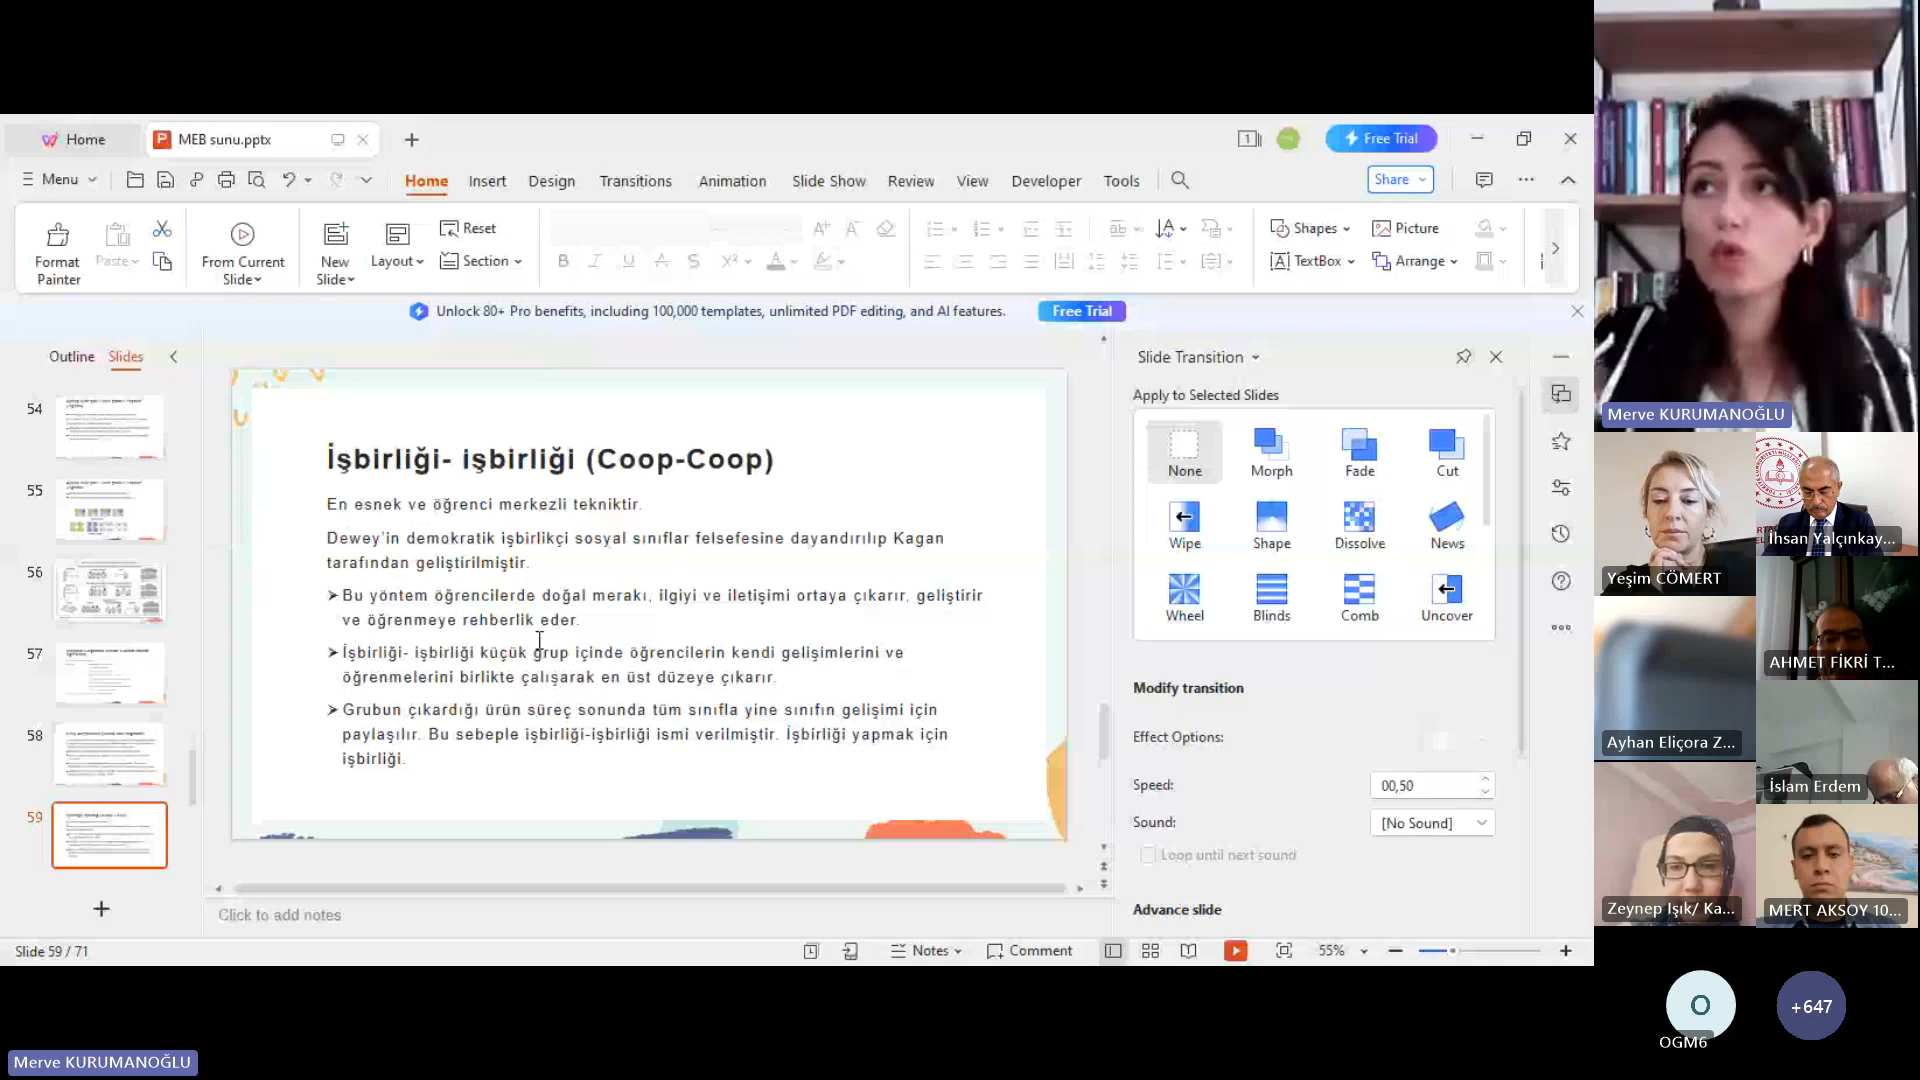 Home
MEB sunu.pptx
Free Trial
Menu
Home Insert Design Transitions Animation Slide Show Review View Developer Tools
Share
Format Painter
Paste
From Current Slide
New Slide
Layout
Reset
Section
Shapes
Picture
TextBox
Arrange
Unlock 80+ Pro benefits, including 100,000 templates, unlimited PDF editing, and AI features.
Free Trial
Outline Slides
54
55
56
57
58
59
İşbirliği- işbirliği (Coop-Coop)
En esnek ve öğrenci merkezli tekniktir.
Dewey'in demokratik işbirlikçi sosyal sınıflar felsefesine dayandırılıp Kagan
tarafından geliştirilmiştir.
➤Bu yöntem öğrencilerde doğal merakı, ilgiyi ve iletişimi ortaya çıkarır, geliştirir
ve öğrenmeye rehberlik eder.
➤İşbirliği- işbirliği küçük grup içinde öğrencilerin kendi gelişimlerini ve
öğrenmelerini birlikte çalışarak en üst düzeye çıkarır.
➤Grubun çıkardığı ürün süreç sonunda tüm sınıfla yine sınıfın gelişimi için
paylaşılır. Bu sebeple işbirliği-işbirliği ismi verilmiştir. İşbirliği yapmak için
işbirliği.
Click to add notes
Slide Transition
Apply to Selected Slides
None Morph Fade Cut
Wipe Shape Dissolve News
Wheel Blinds Comb Uncover
Modify transition
Effect Options:
Speed: 00,50
Sound: [No Sound]
Loop until next sound
Advance slide
Slide 59 / 71
Notes
Comment
55%
Merve KURUMANOĞLU
Yeşim CÖMERT
İhsan Yalçınkay...
AHMET FİKRİ T...
Ayhan Eliçora Z...
İslam Erdem
Zeynep Işık/ Ka...
MERT AKSOY 10...
O
OGM6
+647
Merve KURUMANOĞLU